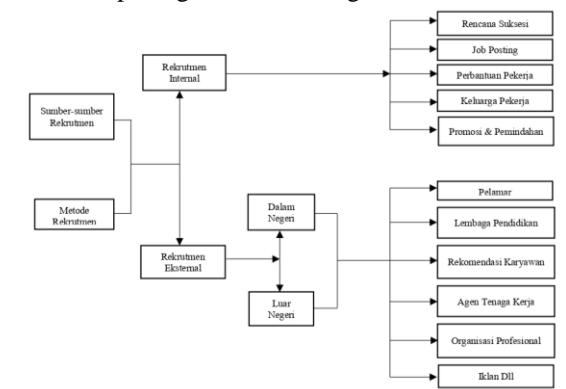 Rencana Suksesi
Job Posting
Rekrutmen
Internal
Perbantuan Pekerja
Keluarga Pekerja
Sumber-sumber
Rekrutmen
Promosi & Pemindahan
Pelamar
Metode
Rekrutmen
Dalam
Negeri
Lembaga Pendidikan
Rekrutmen
Eksternal
Rekomendasi Karyawan
Luar
Negeri
Agen Tenaga Kerja
Organisasi Profesional
Iklan Dll